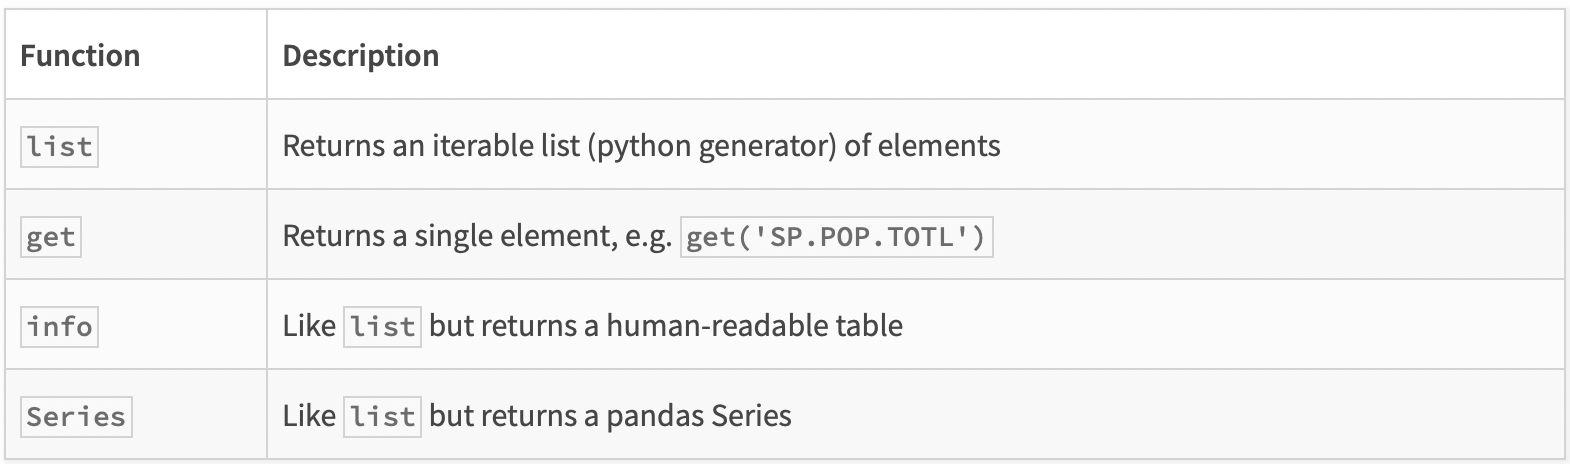 Function Description
list Returns an iterable list (python generator) of elements
get Returns a single element, e.g. get('SP.POP.TOTL')
info Like list but returns a human-readable table
Series Like list but returns a pandas Series